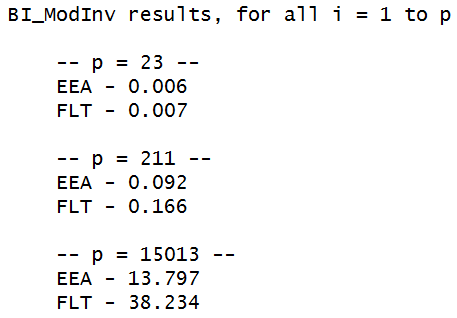 BI_ModInv results, for all i = 1 to p
-- p = 23 --
EEA - 0.006
FLT - 0.007
-- p = 211 --
EEA - 0.092
FLT - 0.166
-- p = 15013 --
EEA - 13.797
FLT - 38.234